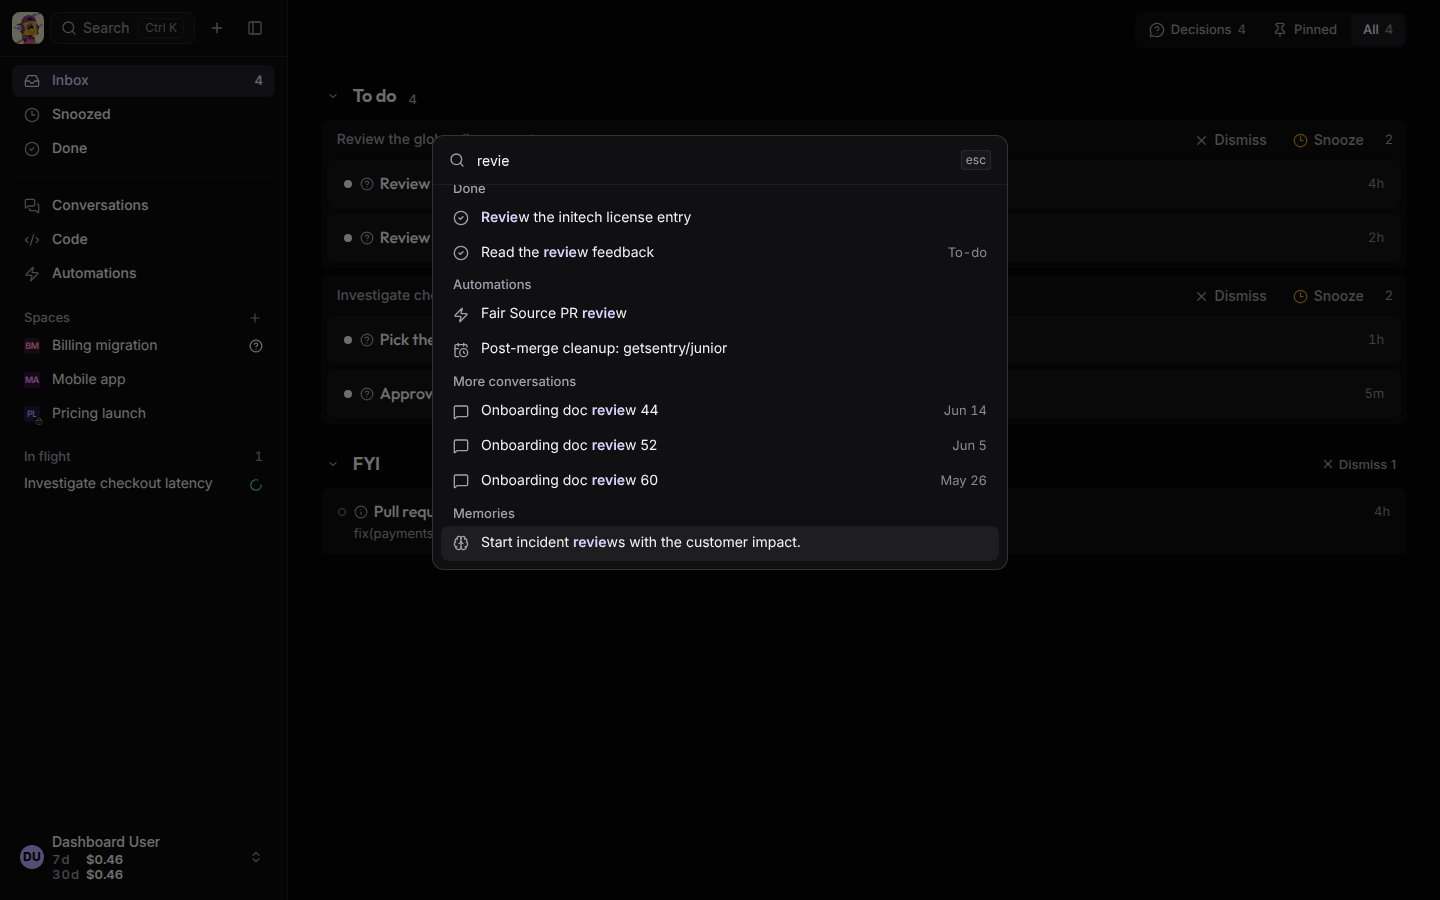 Search Ctrl K
Inbox 4
Snoozed
Done
Conversations
Code
Automations
Spaces
BM Billing migration
MA Mobile app
PL Pricing launch
In flight 1
Investigate checkout latency
DU Dashboard User
7d $0.46
30d $0.46
Decisions 4 Pinned All 4
To do 4
Review the Dismiss Snooze 2
Review 4h
Review 2h
Investigate Dismiss Snooze 2
Pick the 1h
5m
FYI Dismiss 1
Pull 4h
fix(payments
revie esc
Done
Review the initech license entry
Read the review feedback To-do
Automations
Fair Source PR review
Post-merge cleanup: getsentry/junior
More conversations
Onboarding doc review 44 Jun 14
Onboarding doc review 52 Jun 5
Onboarding doc review 60 May 26
Memories
Start incident reviews with the customer impact.